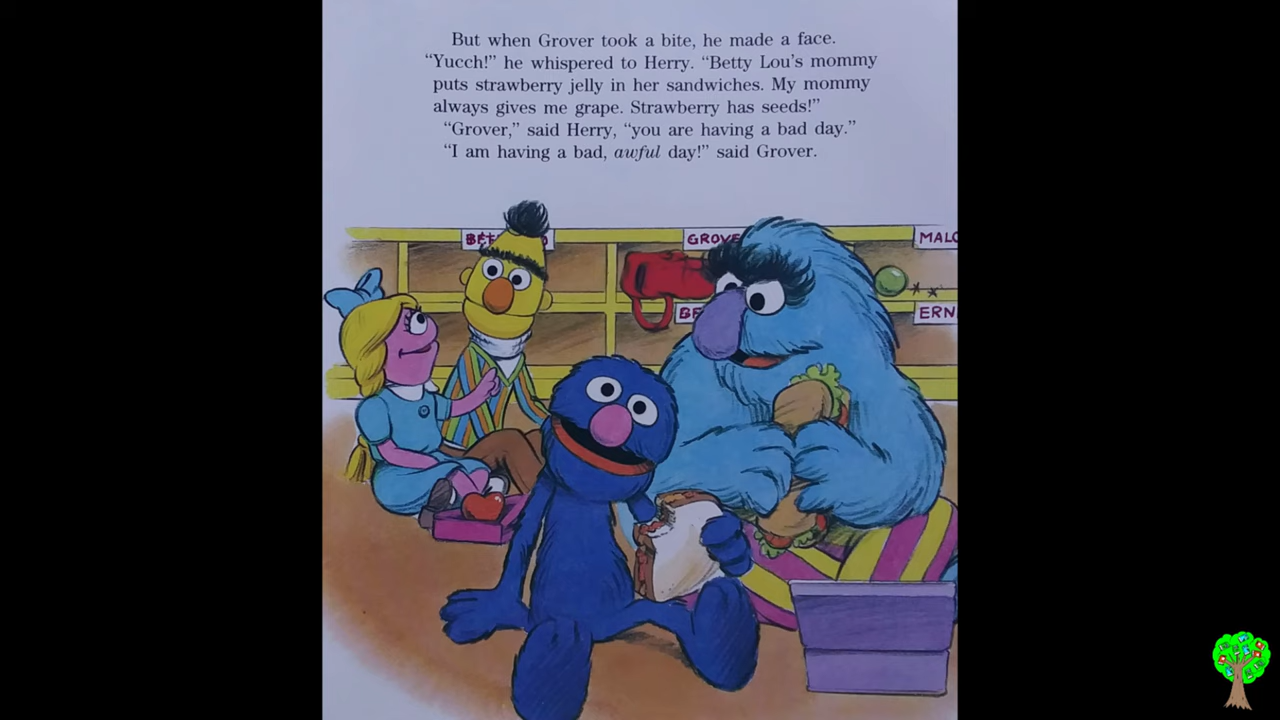 But when Grover took a bite, he made a face.
“Yucch!” he whispered to Herry. “Betty Lou’s mommy
puts strawberry jelly in her sandwiches. My mommy
always gives me grape. Strawberry has seeds!”
“Grover,” said Herry, “you are having a bad day.”
“I am having a bad, awful day!” said Grover.
GROVE
MALO
ERN